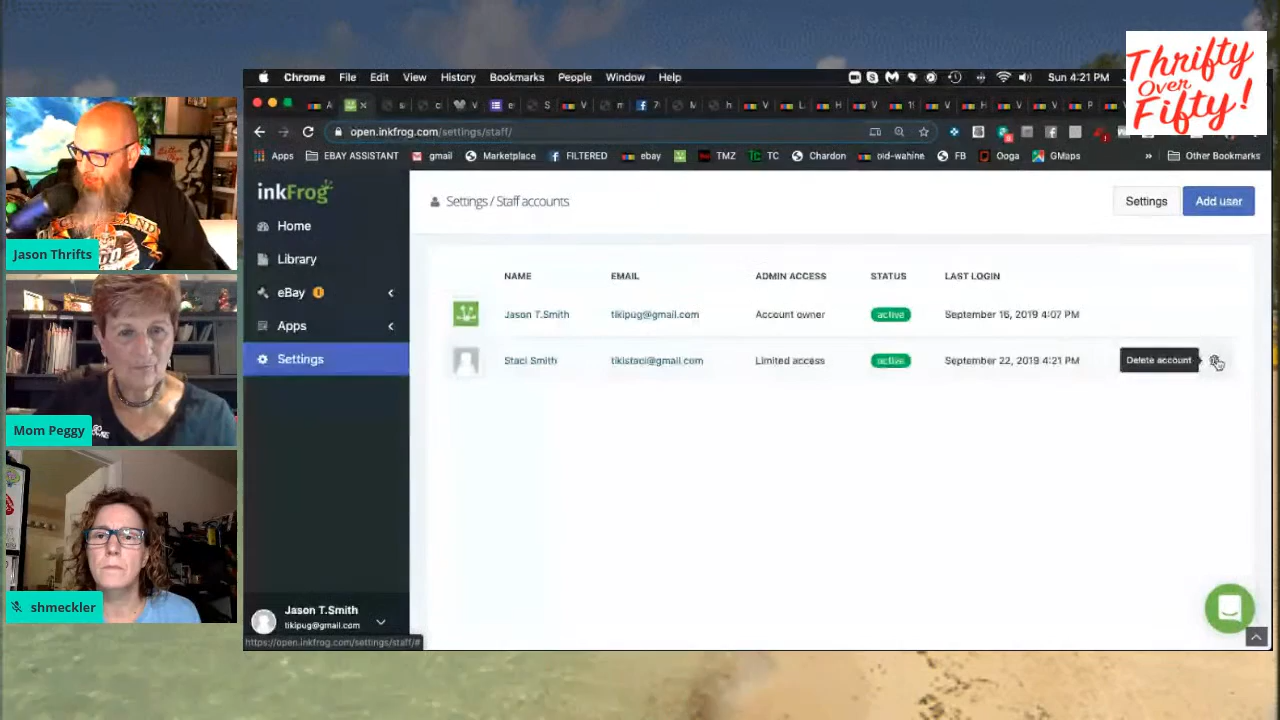 Thrifty
Over
Fifty!
Chrome File Edit View History Bookmarks People Window Help
Sun 4:21 PM
open.inkfrog.com/settings/staff/
Apps EBAY ASSISTANT gmail Marketplace FILTERED ebay TMZ TC Chardon old-wahine FB Ooga GMaps » Other Bookmarks
inkFrog
Home
Library
eBay
Apps
Settings
Jason T.Smith
tikipug@gmail.com
https://open.inkfrog.com/settings/staff/#
Settings / Staff accounts
Settings
Add user
NAME EMAIL ADMIN ACCESS STATUS LAST LOGIN
Jason T.Smith tikipug@gmail.com Account owner active September 16, 2019 4:07 PM
Staci Smith tikistaci@gmail.com Limited access active September 22, 2019 4:21 PM Delete account
Jason Thrifts
Mom Peggy
shmeckler